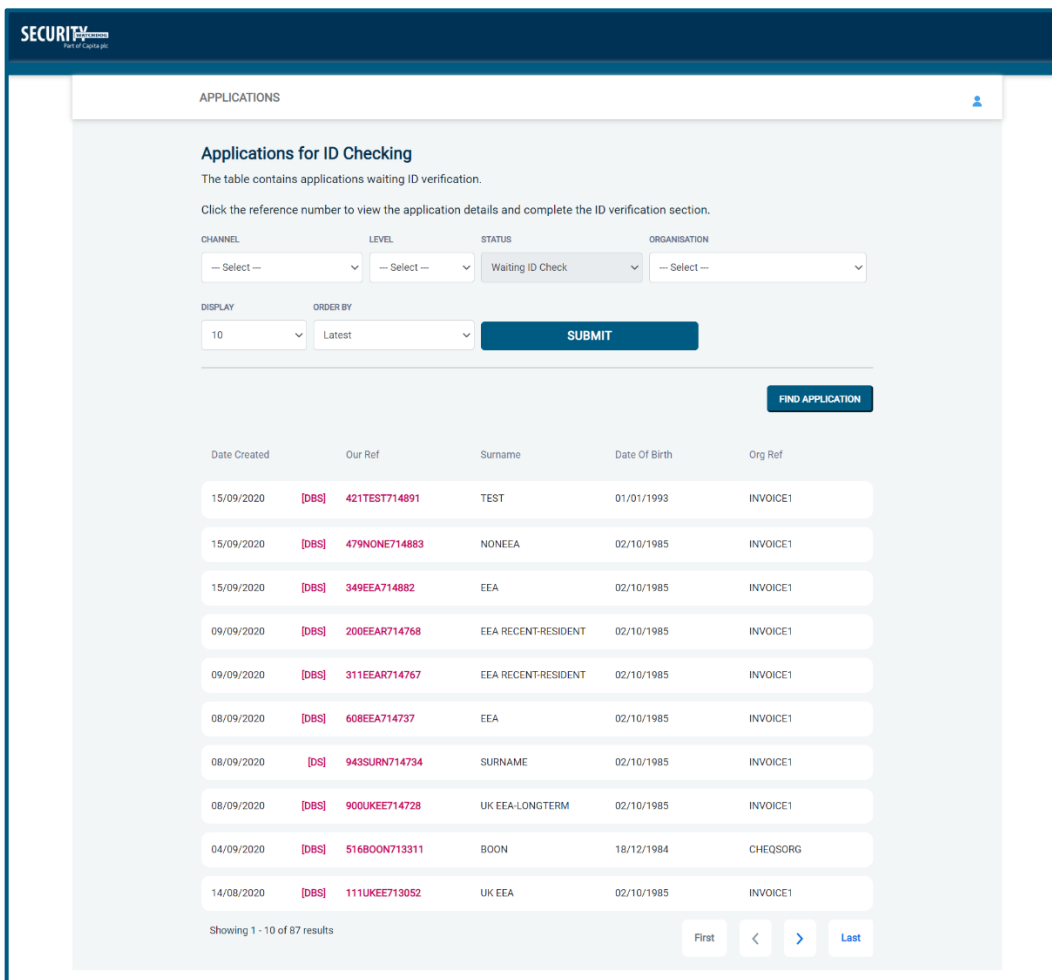 SECURITY WATCHDOG
Part of Capita plc
APPLICATIONS
Applications for ID Checking
The table contains applications waiting ID verification.
Click the reference number to view the application details and complete the ID verification section.
CHANNEL LEVEL STATUS ORGANISATION
--- Select --- --- Select --- Waiting ID Check --- Select ---
DISPLAY ORDER BY
10 Latest SUBMIT
FIND APPLICATION
Date Created Our Ref Surname Date Of Birth Org Ref
15/09/2020 [DBS] 421TEST714891 TEST 01/01/1993 INVOICE1
15/09/2020 [DBS] 479NONE714883 NONEEA 02/10/1985 INVOICE1
15/09/2020 [DBS] 349EEA714882 EEA 02/10/1985 INVOICE1
09/09/2020 [DBS] 200EEAR714768 EEA RECENT-RESIDENT 02/10/1985 INVOICE1
09/09/2020 [DBS] 311EEAR714767 EEA RECENT-RESIDENT 02/10/1985 INVOICE1
08/09/2020 [DBS] 608EEA714737 EEA 02/10/1985 INVOICE1
08/09/2020 [DS] 943SURN714734 SURNAME 02/10/1985 INVOICE1
08/09/2020 [DBS] 900UKEE714728 UK EEA-LONGTERM 02/10/1985 INVOICE1
04/09/2020 [DBS] 516BOON713311 BOON 18/12/1984 CHEQSORG
14/08/2020 [DBS] 111UKEE713052 UK EEA 02/10/1985 INVOICE1
Showing 1 - 10 of 87 results First < > Last